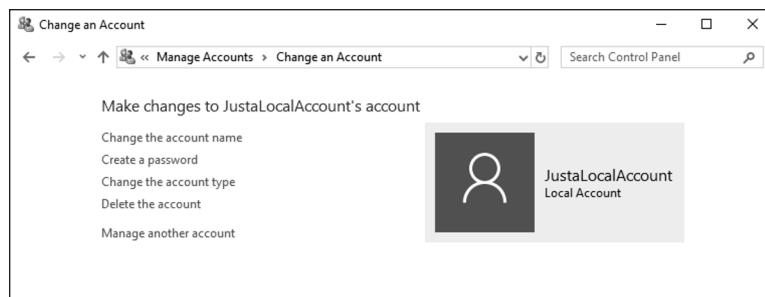 Change an Account
« Manage Accounts > Change an Account
Search Control Panel
Make changes to JustaLocalAccount's account
Change the account name
Create a password
Change the account type
Delete the account
Manage another account
JustaLocalAccount
Local Account